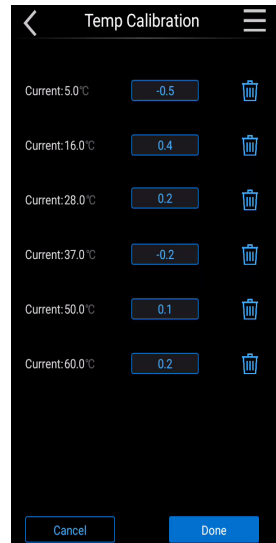 Temp Calibration
Current:5.0℃ -0.5
Current:16.0℃ 0.4
Current:28.0℃ 0.2
Current:37.0℃ -0.2
Current:50.0℃ 0.1
Current:60.0℃ 0.2
Cancel Done